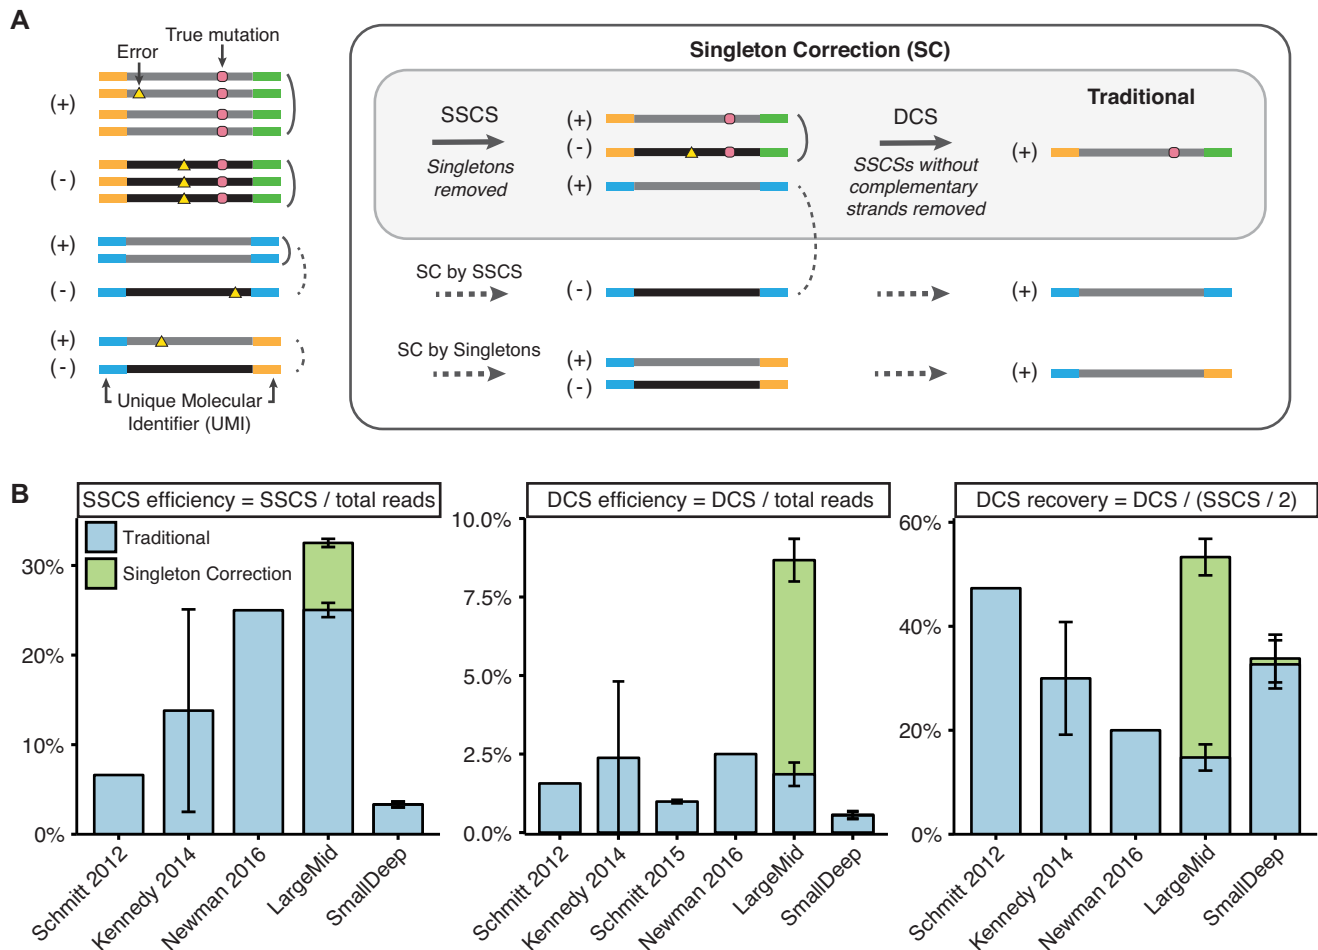 A
Error
True mutation
(+)
(-)
(+)
(-)
(+)
(-)
Unique Molecular
Identifier (UMI)
Singleton Correction (SC)
Traditional
SSCS
Singletons
removed
(+)
(-)
(+)
DCS
SSCSs without
complementary
strands removed
(+)
SC by SSCS
(-)
(+)
SC by Singletons
(+)
(-)
(+)
B
SSCS efficiency = SSCS / total reads
Traditional
Singleton Correction
30%
20%
10%
0%
Schmitt 2012
Kennedy 2014
Newman 2016
LargeMid
SmallDeep
DCS efficiency = DCS / total reads
10.0%
7.5%
5.0%
2.5%
0.0%
Schmitt 2012
Kennedy 2014
Schmitt 2015
Newman 2016
LargeMid
SmallDeep
DCS recovery = DCS / (SSCS / 2)
60%
40%
20%
0%
Schmitt 2012
Kennedy 2014
Newman 2016
LargeMid
SmallDeep